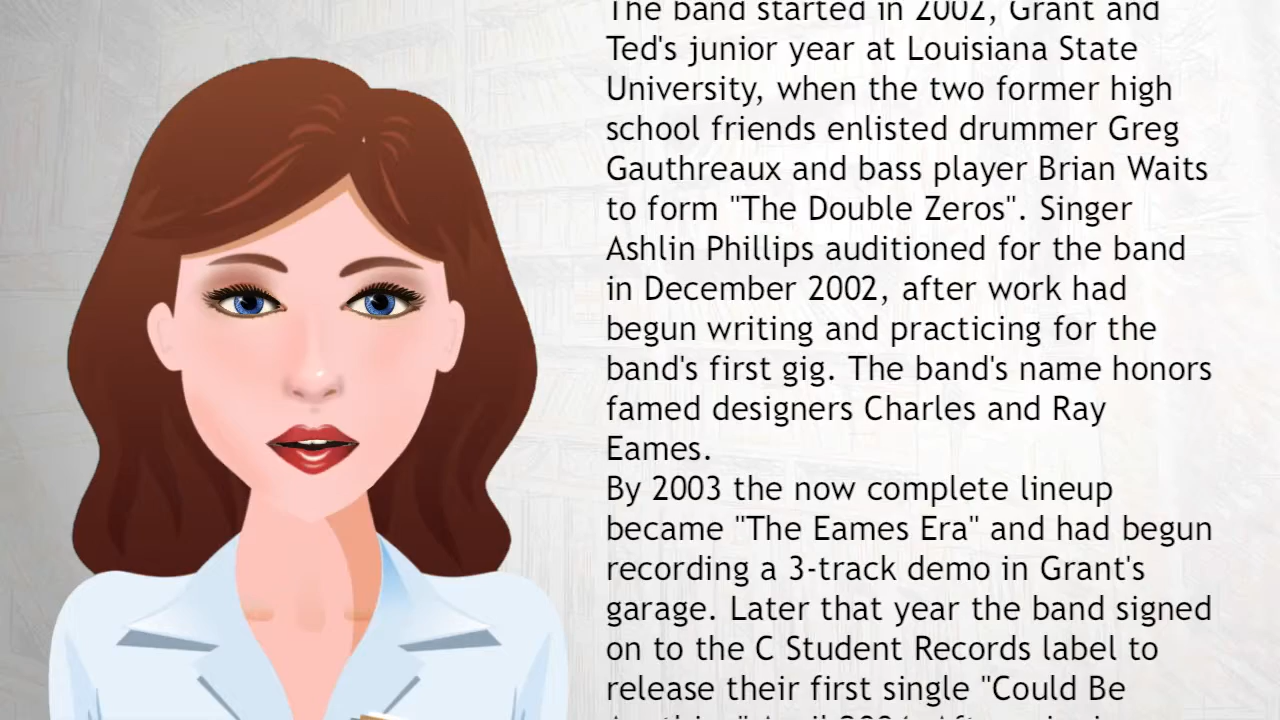 The band started in 2002, Grant and
Ted's junior year at Louisiana State
University, when the two former high
school friends enlisted drummer Greg
Gauthreaux and bass player Brian Waits
to form "The Double Zeros". Singer
Ashlin Phillips auditioned for the band
in December 2002, after work had
begun writing and practicing for the
band's first gig. The band's name honors
famed designers Charles and Ray
Eames.
By 2003 the now complete lineup
became "The Eames Era" and had begun
recording a 3-track demo in Grant's
garage. Later that year the band signed
on to the C Student Records label to
release their first single "Could Be